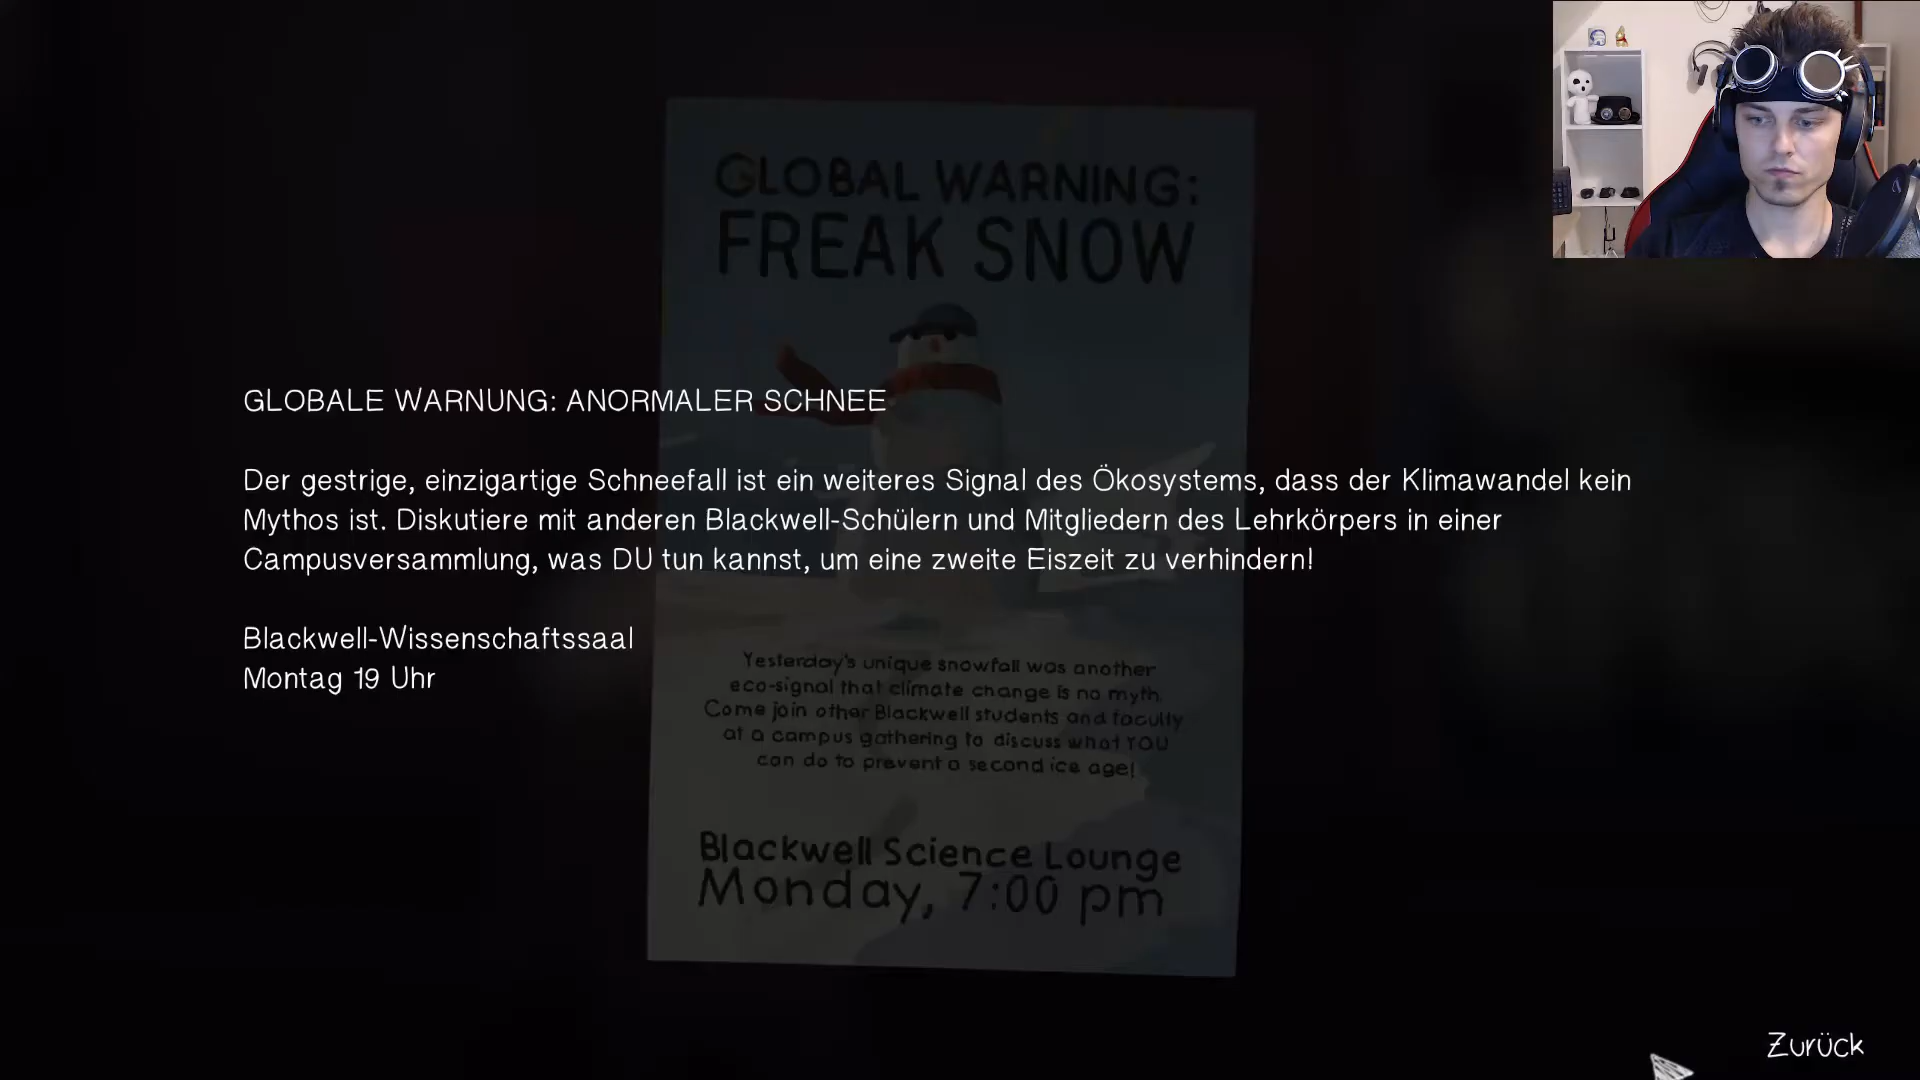 GLOBAL WARNING:
FREAK SNOW
GLOBALE WARNUNG: ANORMALER SCHNEE
Der gestrige, einzigartige Schneefall ist ein weiteres Signal des Ökosystems, dass der Klimawandel kein
Mythos ist. Diskutiere mit anderen Blackwell-Schülern und Mitgliedern des Lehrkörpers in einer
Campusversammlung, was DU tun kannst, um eine zweite Eiszeit zu verhindern!
Blackwell-Wissenschaftssaal
Montag 19 Uhr
Yesterday's unique snowfall was another
eco-signal that climate change is no myth.
Come join other Blackwell students and faculty
at a campus gathering to discuss what YOU
can do to prevent a second ice age!
Blackwell Science Lounge
Monday, 7:00 pm
Zurück